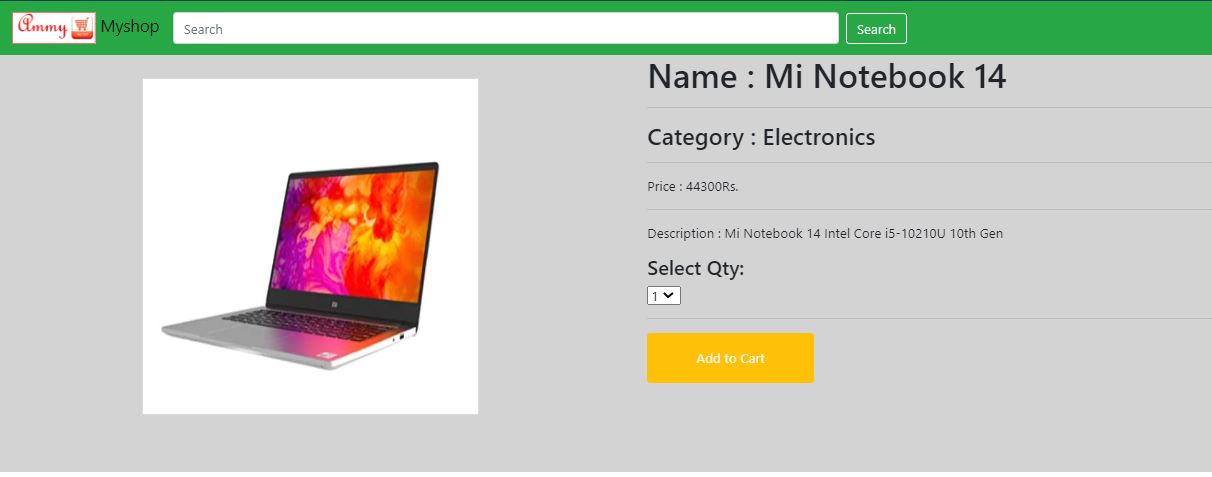 Ammy Myshop Search Search
Name : Mi Notebook 14
Category : Electronics
Price : 44300Rs.
Description : Mi Notebook 14 Intel Core i5-10210U 10th Gen
Select Qty:
1
Add to Cart